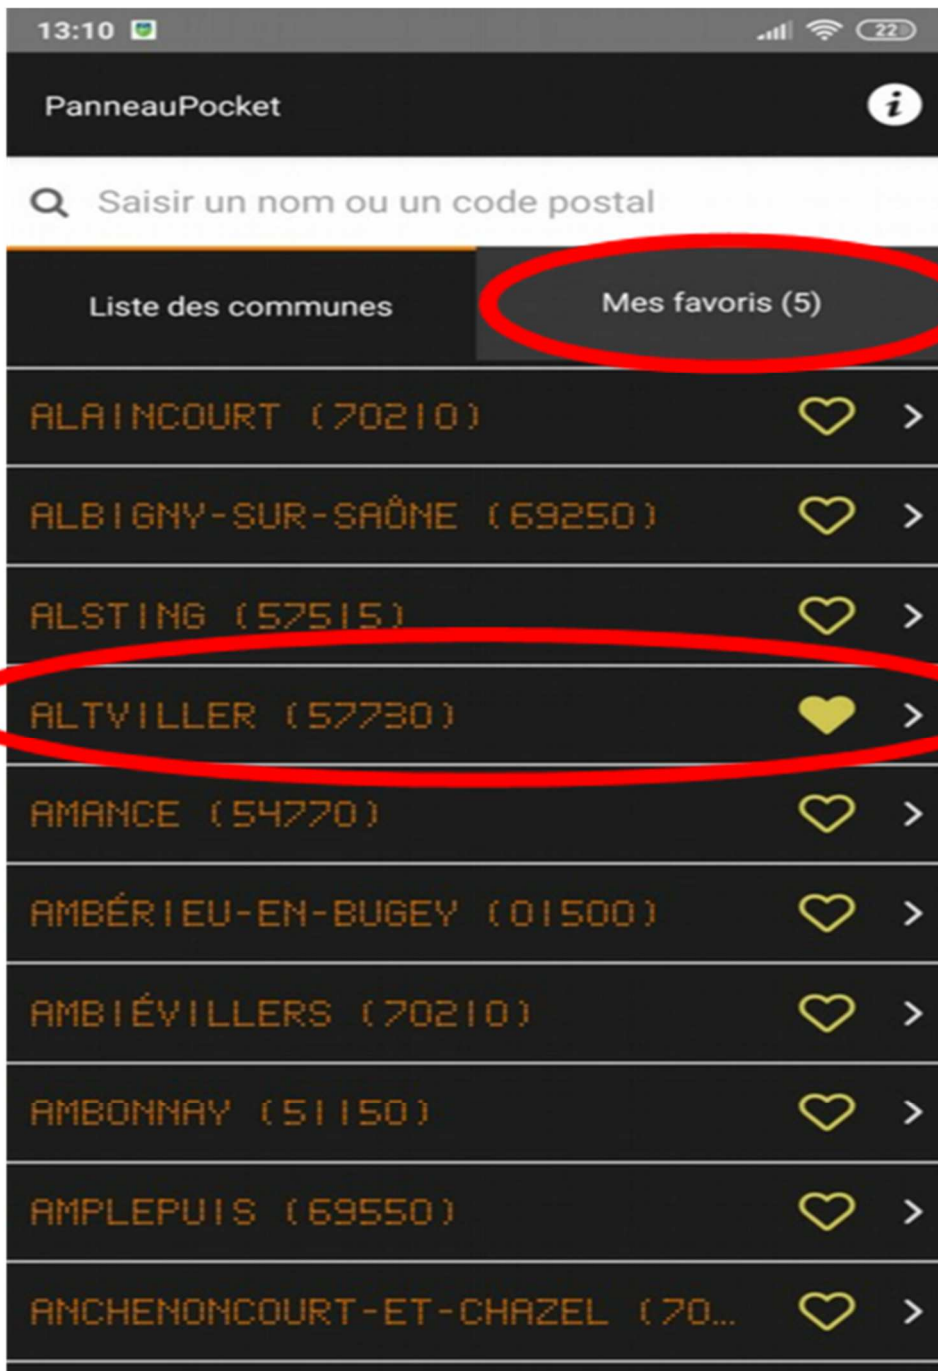 13:10
22
PanneauPocket
i
Saisir un nom ou un code postal
Liste des communes
Mes favoris (5)
ALAINCOURT (70210)
ALBIGNY-SUR-SAÔNE (69250)
ALSTING (57515)
ALTVILLER (57730)
AMANCE (54770)
AMBÉRIEU-EN-BUGEY (01500)
AMBIÉVILLERS (70210)
AMBONNAY (51150)
AMPLEPUIS (69550)
ANCHENONCOURT-ET-CHAZEL (70...